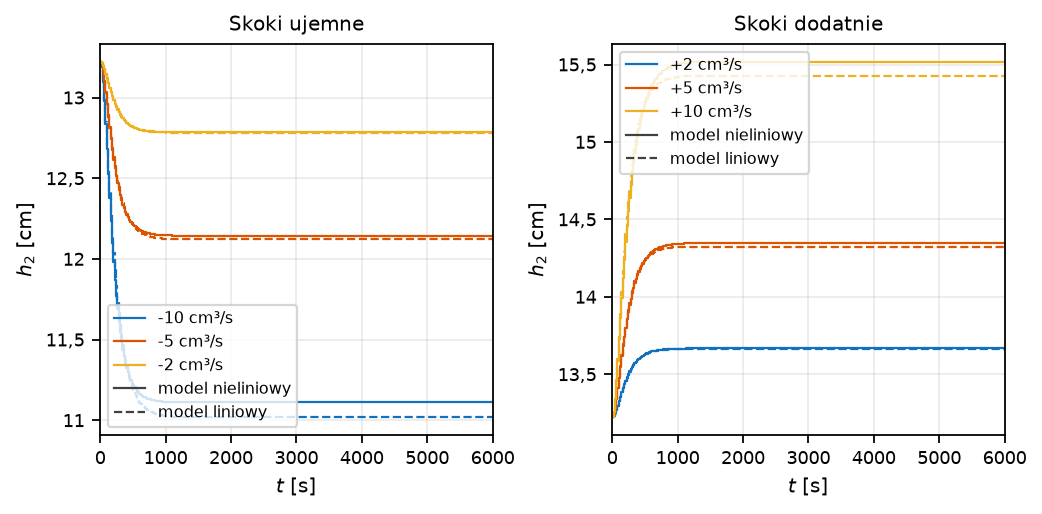 Skoki ujemne
13
12,5
12
11,5
11
h₂ [cm]
-10 cm³/s
-5 cm³/s
-2 cm³/s
model nieliniowy
model liniowy
0 1000 2000 3000 4000 5000 6000
t [s]
Skoki dodatnie
15,5
15
14,5
14
13,5
h₂ [cm]
+2 cm³/s
+5 cm³/s
+10 cm³/s
model nieliniowy
model liniowy
0 1000 2000 3000 4000 5000 6000
t [s]